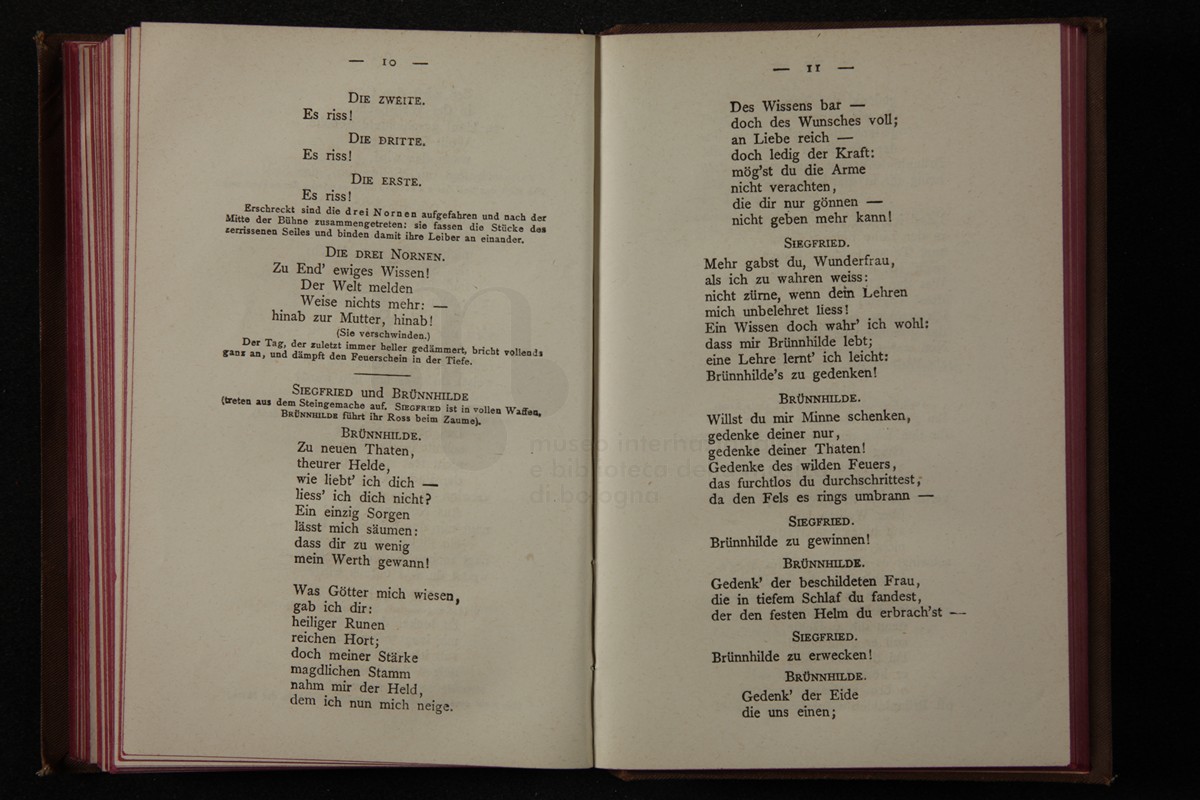 — 10 —
DIE ZWEITE.
Es riss!
DIE DRITTE.
Es riss!
DIE ERSTE.
Es riss!
Erschreckt sind die drei Nornen aufgefahren und nach der
Mitte der Bühne zusammengetreten: sie fassen die Stücke des
zerrissenen Seiles und binden damit ihre Leiber an einander.
DIE DREI NORNEN.
Zu End' ewiges Wissen!
Der Welt melden
Weise nichts mehr: —
hinab zur Mutter, hinab!
(Sie verschwinden.)
Der Tag, der zuletzt immer heller gedämmert, bricht vollends
ganz an, und dämpft den Feuerschein in der Tiefe.
SIEGFRIED und BRÜNNHILDE
(treten aus dem Steingemache auf. SIEGFRIED ist in vollen Waffen,
BRÜNNHILDE führt ihr Ross beim Zaume).
BRÜNNHILDE.
Zu neuen Thaten,
theurer Helde,
wie liebt' ich dich —
liess' ich dich nicht?
Ein einzig Sorgen
lässt mich säumen:
dass dir zu wenig
mein Werth gewann!
Was Götter mich wiesen,
gab ich dir:
heiliger Runen
reichen Hort;
doch meiner Stärke
magdlichen Stamm
nahm mir der Held,
dem ich nun mich neige.
— 11 —
Des Wissens bar —
doch des Wunsches voll;
an Liebe reich —
doch ledig der Kraft:
mög'st du die Arme
nicht verachten,
die dir nur gönnen —
nicht geben mehr kann!
SIEGFRIED.
Mehr gabst du, Wunderfrau,
als ich zu wahren weiss:
nicht zürne, wenn dein Lehren
mich unbelehret liess!
Ein Wissen doch wahr' ich wohl:
dass mir Brünnhilde lebt;
eine Lehre lernt' ich leicht:
Brünnhilde's zu gedenken!
BRÜNNHILDE.
Willst du mir Minne schenken,
gedenke deiner nur,
gedenke deiner Thaten!
Gedenke des wilden Feuers,
das furchtlos du durchschrittest,
da den Fels es rings umbrann —
SIEGFRIED.
Brünnhilde zu gewinnen!
BRÜNNHILDE.
Gedenk' der beschildeten Frau,
die in tiefem Schlaf du fandest,
der den festen Helm du erbrach'st —
SIEGFRIED.
Brünnhilde zu erwecken!
BRÜNNHILDE.
Gedenk' der Eide
die uns einen;
museo
e biblioteca de
di bologna